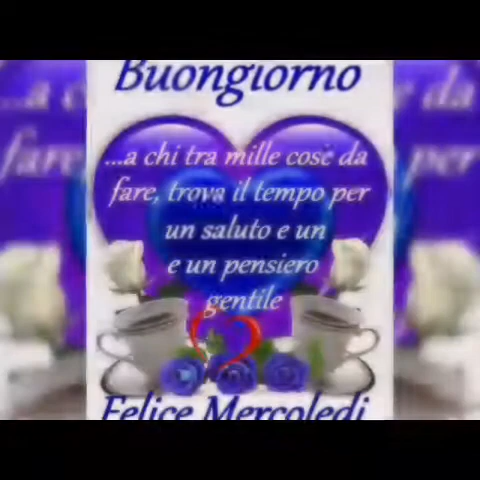 Buongiorno
...a chi tra mille cose da
fare, trova il tempo per
un saluto e un
e un pensiero
gentile
Felice Mercoledì